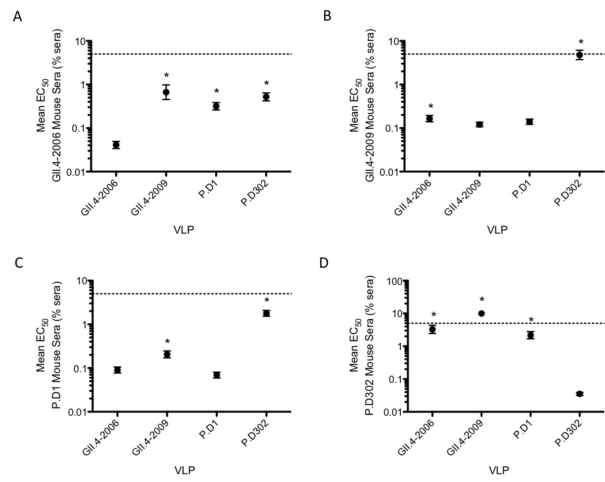 A
Mean EC50
GII.4-2006 Mouse Sera (% sera)
10
1
0.1
0.01
*
*
*
GII.4-2006
GII.4-2009
P.D1
P.D302
VLP
B
Mean EC50
GII.4-2009 Mouse Sera (% sera)
10
1
0.1
0.01
*
*
GII.4-2006
GII.4-2009
P.D1
P.D302
VLP
C
Mean EC50
P.D1 Mouse Sera (% sera)
10
1
0.1
0.01
*
*
GII.4-2006
GII.4-2009
P.D1
P.D302
VLP
D
Mean EC50
P.D302 Mouse Sera (% sera)
100
10
1
0.1
0.01
*
*
*
GII.4-2006
GII.4-2009
P.D1
P.D302
VLP